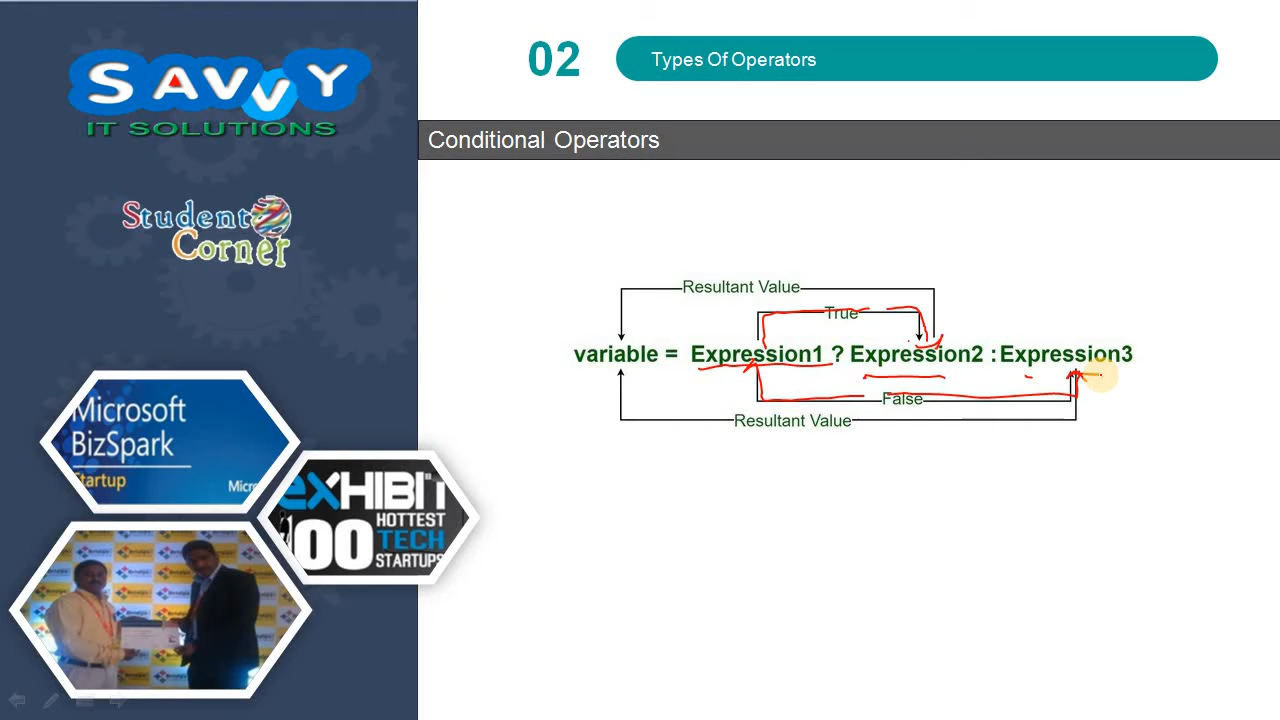 SAVVY
IT SOLUTIONS
Student
Corner
02
Types Of Operators
Conditional Operators
Resultant Value
True
variable = Expression1 ? Expression2 : Expression3
False
Resultant Value
Microsoft
BizSpark
Startup
Micro
eXHIBIT
100
HOTTEST
TECH
STARTUPS